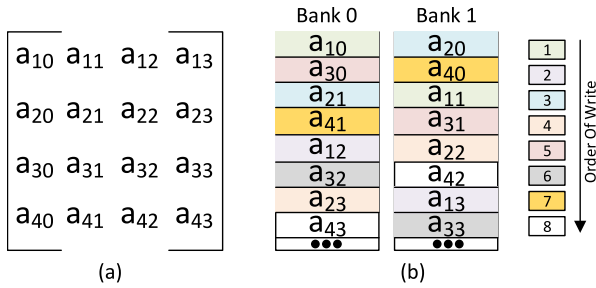 a10 a11 a12 a13
a20 a21 a22 a23
a30 a31 a32 a33
a40 a41 a42 a43
(a)
Bank 0 Bank 1
a10 a20
a30 a40
a21 a11
a41 a31
a12 a22
a32 a42
a23 a13
a43 a33
••• •••
(b)
1
2
3
4
5
6
7
8
Order Of Write